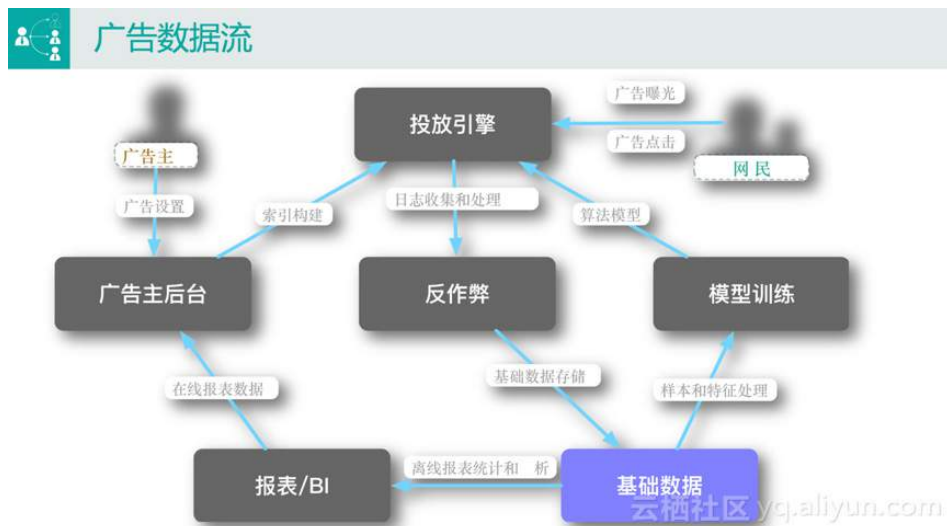 广告数据流
广告曝光
投放引擎
广告点击
广告主
网民
广告设置
索引构建
日志收集和处理
算法模型
广告主后台
反作弊
模型训练
在线报表数据
基础数据存储
样本和特征处理
离线报表统计和 析
报表/BI
基础数据
云栖社区 yq.aliyun.com